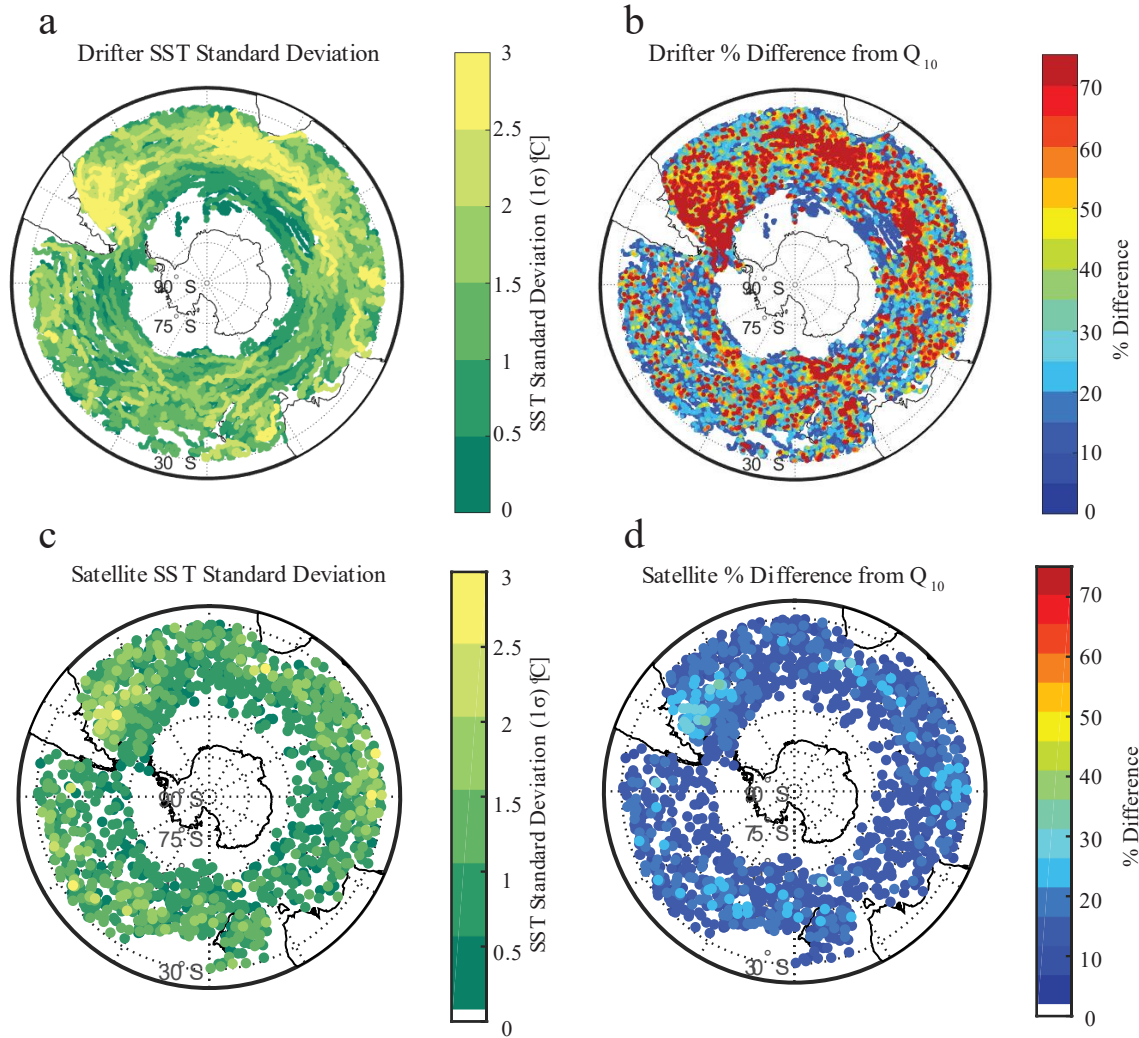 a
Drifter SST Standard Deviation
90 S
75 ° S
30 S
3
2.5
2
1.5
1
0.5
0
SST Standard Deviation (1σ) [°C]
b
Drifter % Difference from Q10
90 S
75 ° S
30 S
70
60
50
40
30
20
10
0
% Difference
c
Satellite SST Standard Deviation
90°S
75°S
30°S
3
2.5
2
1.5
1
0.5
0
SST Standard Deviation (1σ) [°C]
d
Satellite % Difference from Q10
90°S
75°S
30°S
70
60
50
40
30
20
10
0
% Difference